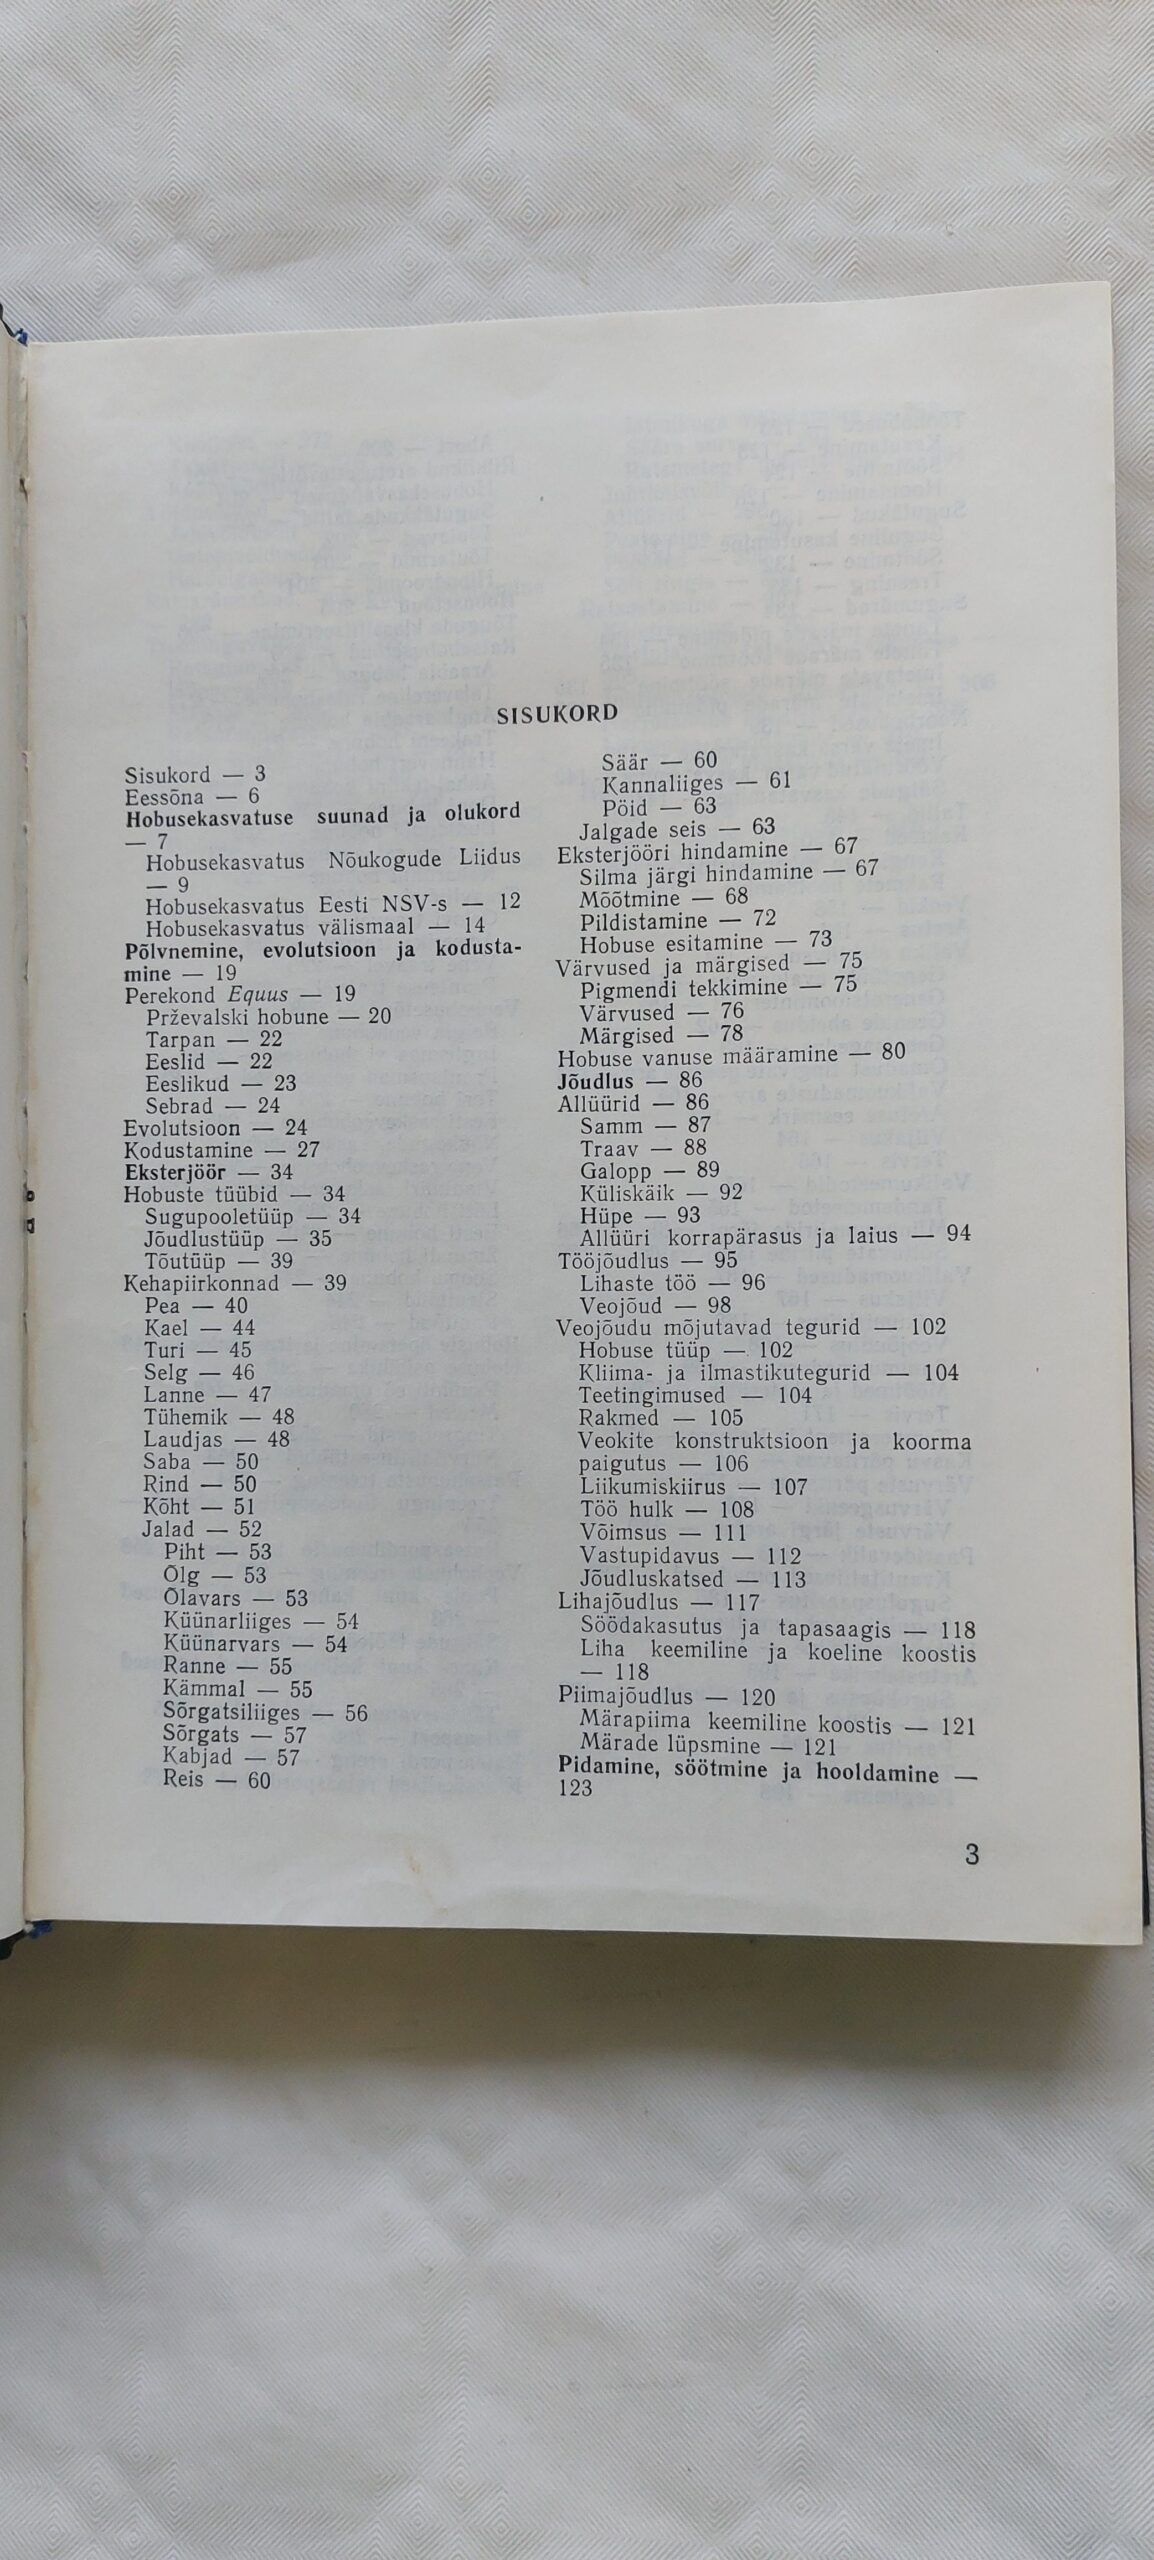 SISUKORD
Sisukord — 3
Eessõna — 6
Hobusekasvatuse suunad ja olukord
— 7
Hobusekasvatus Nõukogude Liidus
— 9
Hobusekasvatus Eesti NSV-s — 12
Hobusekasvatus välismaal — 14
Põlvnemine, evolutsioon ja kodusta-
mine — 19
Perekond Equus — 19
Prževalski hobune — 20
Tarpan — 22
Eeslid — 22
Eeslikud — 23
Sebrad — 24
Evolutsioon — 24
Kodustamine — 27
Eksterjöör — 34
Hobuste tüübid — 34
Sugupooletüüp — 34
Jõudlustüüp — 35
Tõutüüp — 39
Kehapiirkonnad — 39
Pea — 40
Kael — 44
Turi — 45
Selg — 46
Lanne — 47
Tühemik — 48
Laudjas — 48
Saba — 50
Rind — 50
Kõht — 51
Jalad — 52
Piht — 53
Õlg — 53
Õlavars — 53
Küünarliiges — 54
Küünarvars — 54
Ranne — 55
Kämmal — 55
Sõrgatsiliiges — 56
Sõrgats — 57
Kabjad — 57
Reis — 60
Säär — 60
Kannaliiges — 61
Pöid — 63
Jalgade seis — 63
Eksterjööri hindamine — 67
Silma järgi hindamine — 67
Mõõtmine — 68
Pildistamine — 72
Hobuse esitamine — 73
Värvused ja märgised — 75
Pigmendi tekkimine — 75
Värvused — 76
Märgised — 78
Hobuse vanuse määramine — 80
Jõudlus — 86
Allüürid — 86
Samm — 87
Traav — 88
Galopp — 89
Küliskäik — 92
Hüpe — 93
Allüüri korrapärasus ja laius — 94
Tööjõudlus — 95
Lihaste töö — 96
Veojõud — 98
Veojõudu mõjutavad tegurid — 102
Hobuse tüüp — 102
Kliima- ja ilmastikutegurid — 104
Teetingimused — 104
Rakmed — 105
Veokite konstruktsioon ja koorma
paigutus — 106
Liikumiskiirus — 107
Töö hulk — 108
Võimsus — 111
Vastupidavus — 112
Jõudluskatsed — 113
Lihajõudlus — 117
Söödakasutus ja tapasaagis — 118
Liha keemiline ja koeline koostis
— 118
Piimajõudlus — 120
Märapiima keemiline koostis — 121
Märade lüpsmine — 121
Pidamine, söötmine ja hooldamine —
123
3